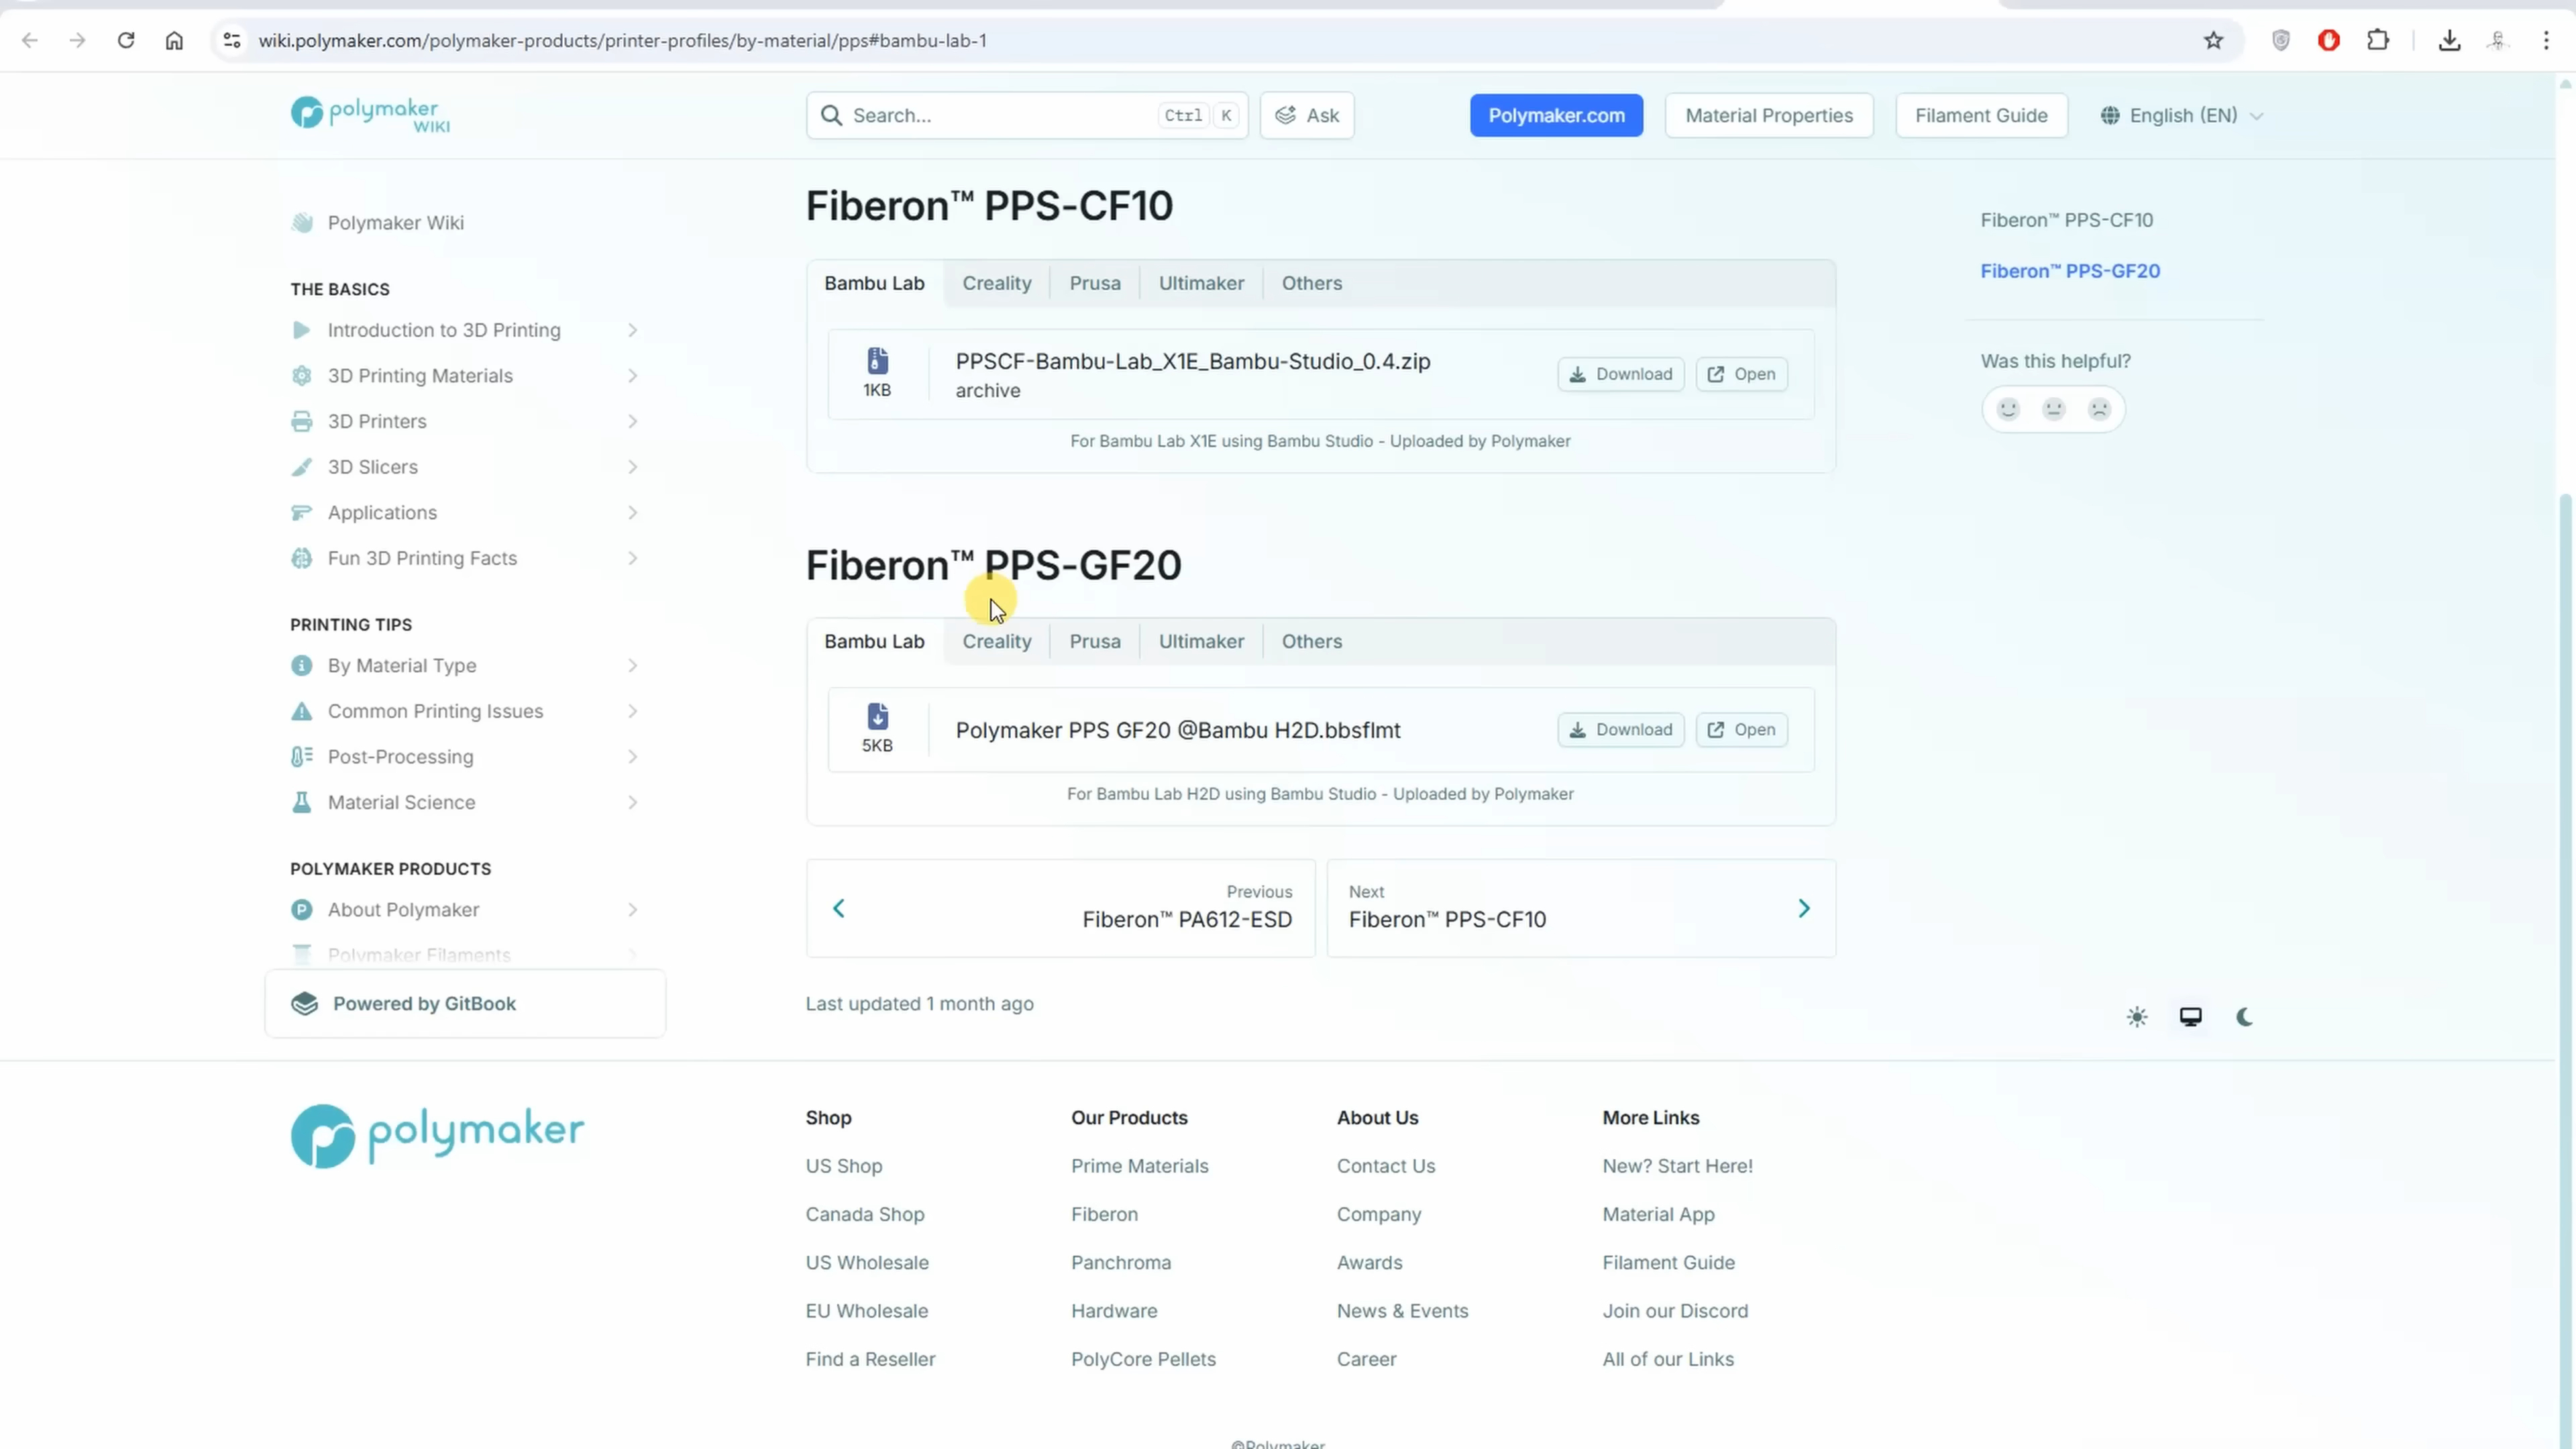 wiki.polymaker.com/polymaker-products/printer-profiles/by-material/pps#bambu-lab-1
polymaker
WIKI
Search...
Ctrl K
Ask
Polymaker.com
Material Properties
Filament Guide
English (EN)
Polymaker Wiki
THE BASICS
Introduction to 3D Printing
3D Printing Materials
3D Printers
3D Slicers
Applications
Fun 3D Printing Facts
PRINTING TIPS
By Material Type
Common Printing Issues
Post-Processing
Material Science
POLYMAKER PRODUCTS
About Polymaker
Polymaker Filaments
Powered by GitBook
Fiberon™ PPS-CF10
Bambu Lab Creality Prusa Ultimaker Others
PPSCF-Bambu-Lab_X1E_Bambu-Studio_0.4.zip
1KB
archive
Download Open
For Bambu Lab X1E using Bambu Studio - Uploaded by Polymaker
Fiberon™ PPS-GF20
Bambu Lab Creality Prusa Ultimaker Others
Polymaker PPS GF20 @Bambu H2D.bbsflmt
5KB
Download Open
For Bambu Lab H2D using Bambu Studio - Uploaded by Polymaker
Previous
Fiberon™ PA612-ESD
Next
Fiberon™ PPS-CF10
Last updated 1 month ago
Fiberon™ PPS-CF10
Fiberon™ PPS-GF20
Was this helpful?
polymaker
Shop
US Shop
Canada Shop
US Wholesale
EU Wholesale
Find a Reseller
Our Products
Prime Materials
Fiberon
Panchroma
Hardware
PolyCore Pellets
About Us
Contact Us
Company
Awards
News & Events
Career
More Links
New? Start Here!
Material App
Filament Guide
Join our Discord
All of our Links
©Polymaker